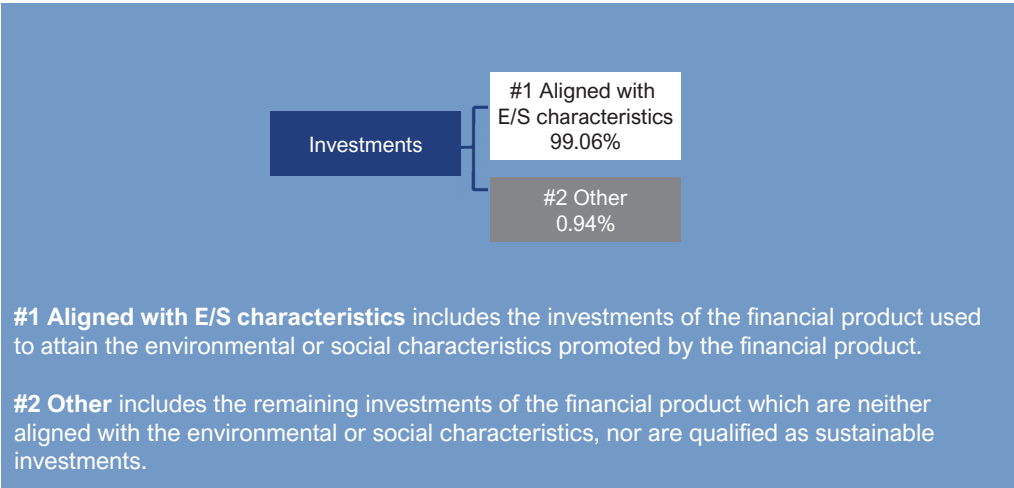 #1 Aligned with
E/S characteristics
99.06%
Investments
#2 Other
0.94%
#1 Aligned with E/S characteristics includes the investments of the financial product used
to attain the environmental or social characteristics promoted by the financial product.
#2 Other includes the remaining investments of the financial product which are neither
aligned with the environmental or social characteristics, nor are qualified as sustainable
investments.